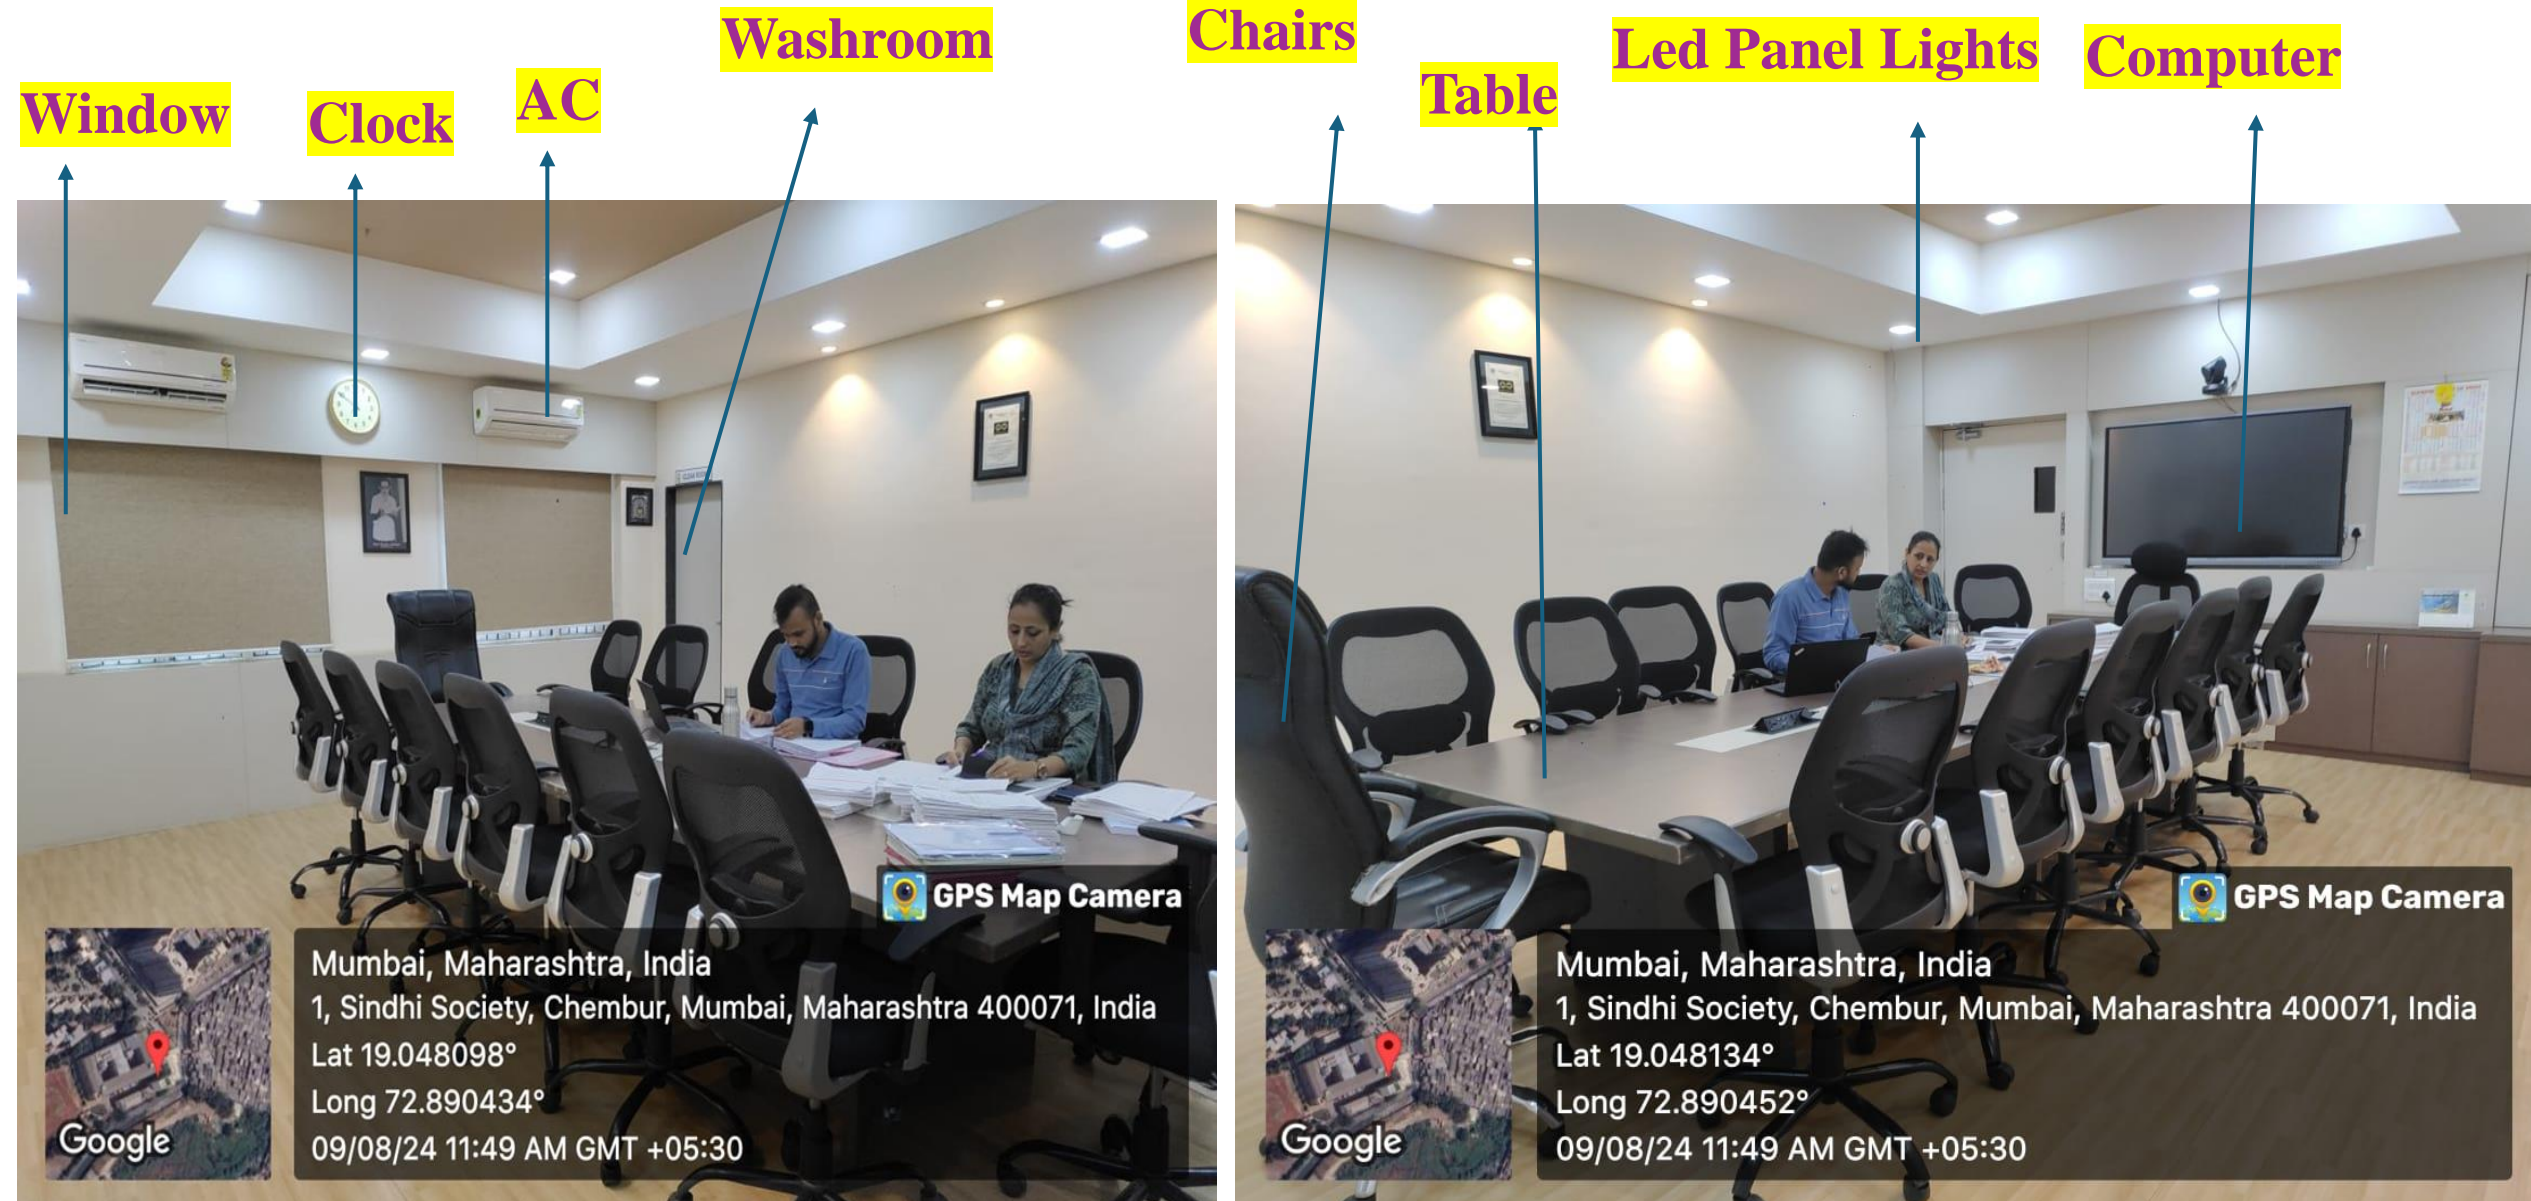 Window
Clock
AC
Washroom
Chairs
Table
Led Panel Lights
Computer
GPS Map Camera
Mumbai, Maharashtra, India
1, Sindhi Society, Chembur, Mumbai, Maharashtra 400071, India
Lat 19.048098°
Long 72.890434°
09/08/24 11:49 AM GMT +05:30
Google
GPS Map Camera
Mumbai, Maharashtra, India
1, Sindhi Society, Chembur, Mumbai, Maharashtra 400071, India
Lat 19.048134°
Long 72.890452°
09/08/24 11:49 AM GMT +05:30
Google